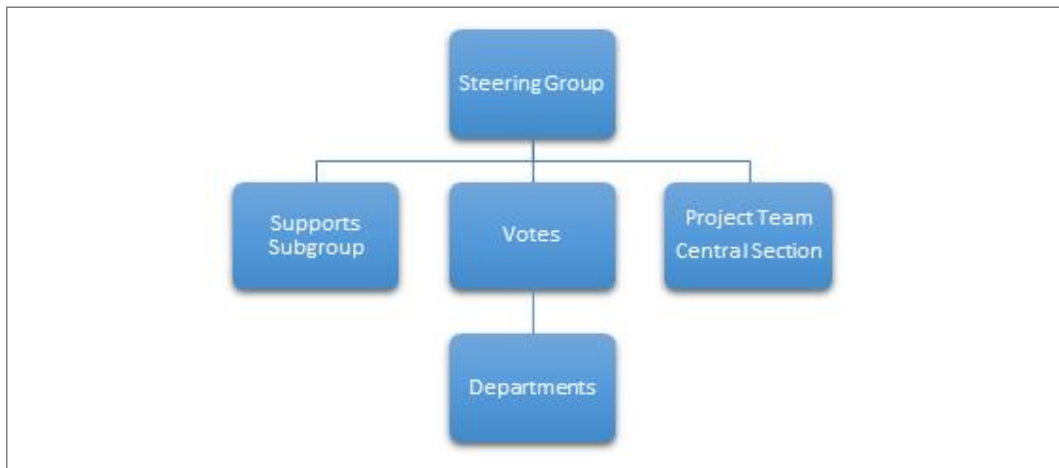 Steering Group
Supports
Subgroup
Votes
Project Team
Central Section
Departments